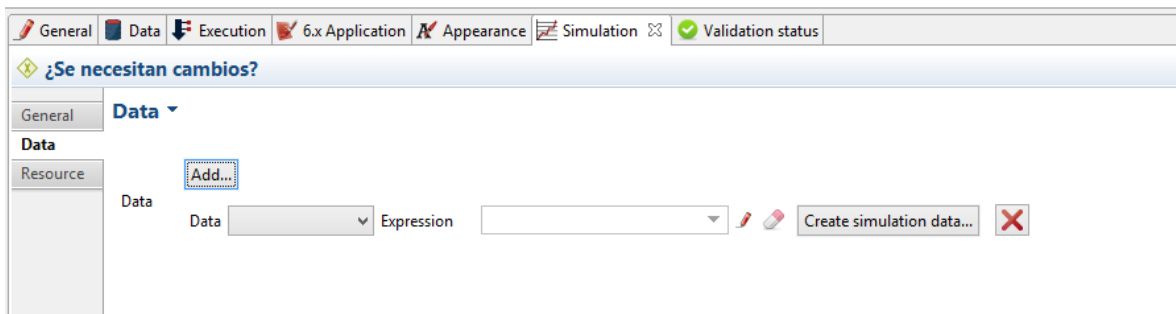 General Data Execution 6.x Application Appearance Simulation Validation status
¿Se necesitan cambios?
General
Data
Resource
Data
Add...
Data
Data Expression Create simulation data...